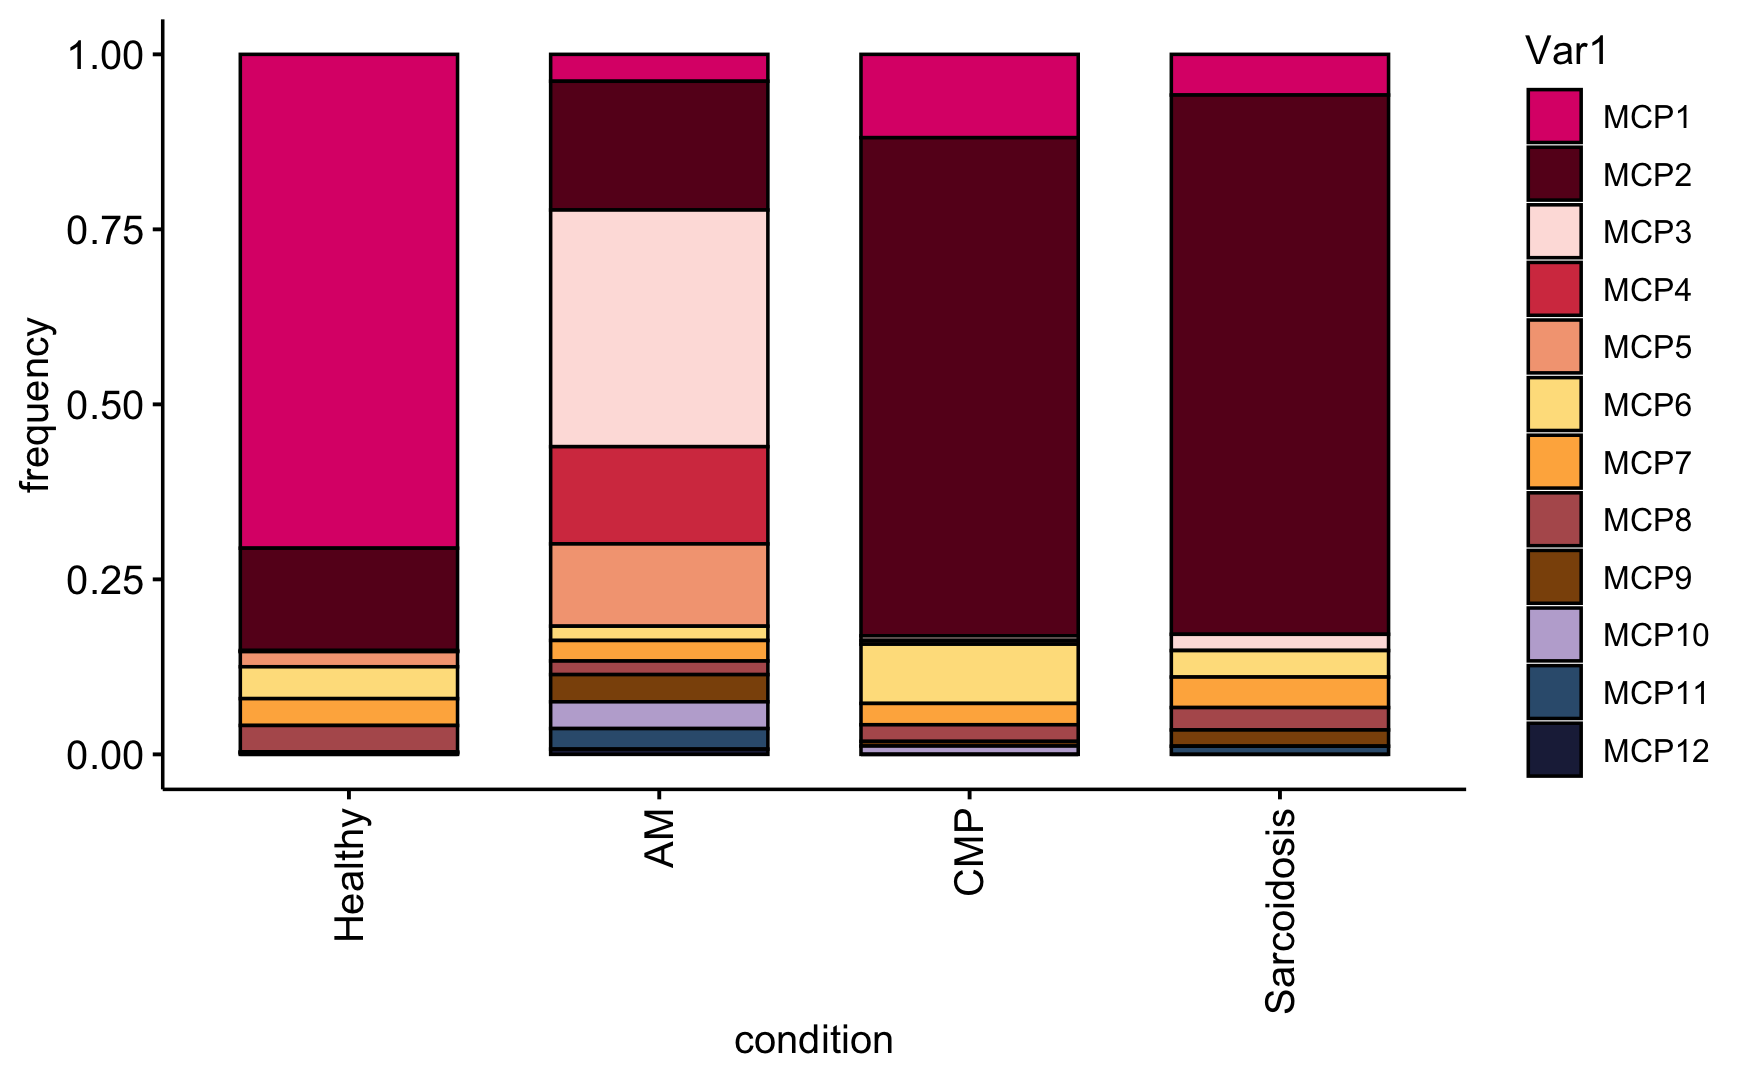 frequency
1.00
0.75
0.50
0.25
0.00
Healthy
AM
CMP
Sarcoidosis
condition
Var1
MCP1
MCP2
MCP3
MCP4
MCP5
MCP6
MCP7
MCP8
MCP9
MCP10
MCP11
MCP12